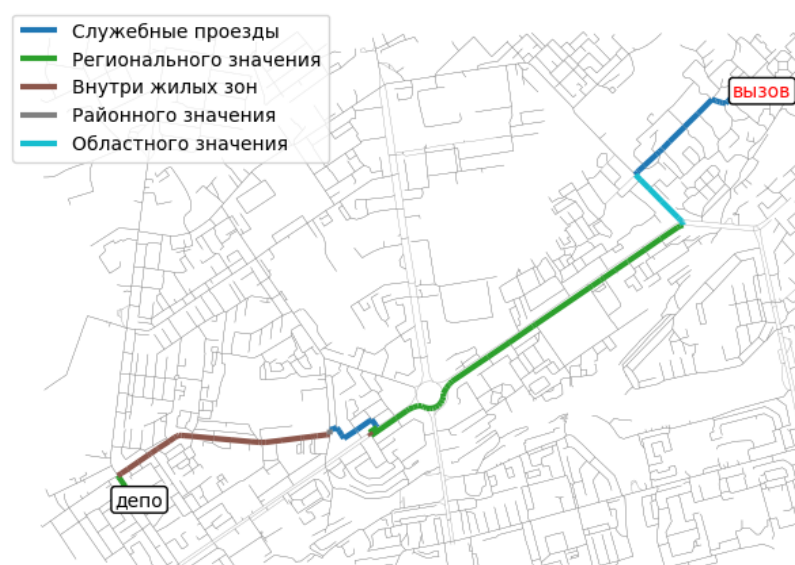 Служебные проезды
Регионального значения
Внутри жилых зон
Районного значения
Областного значения
вызов
депо